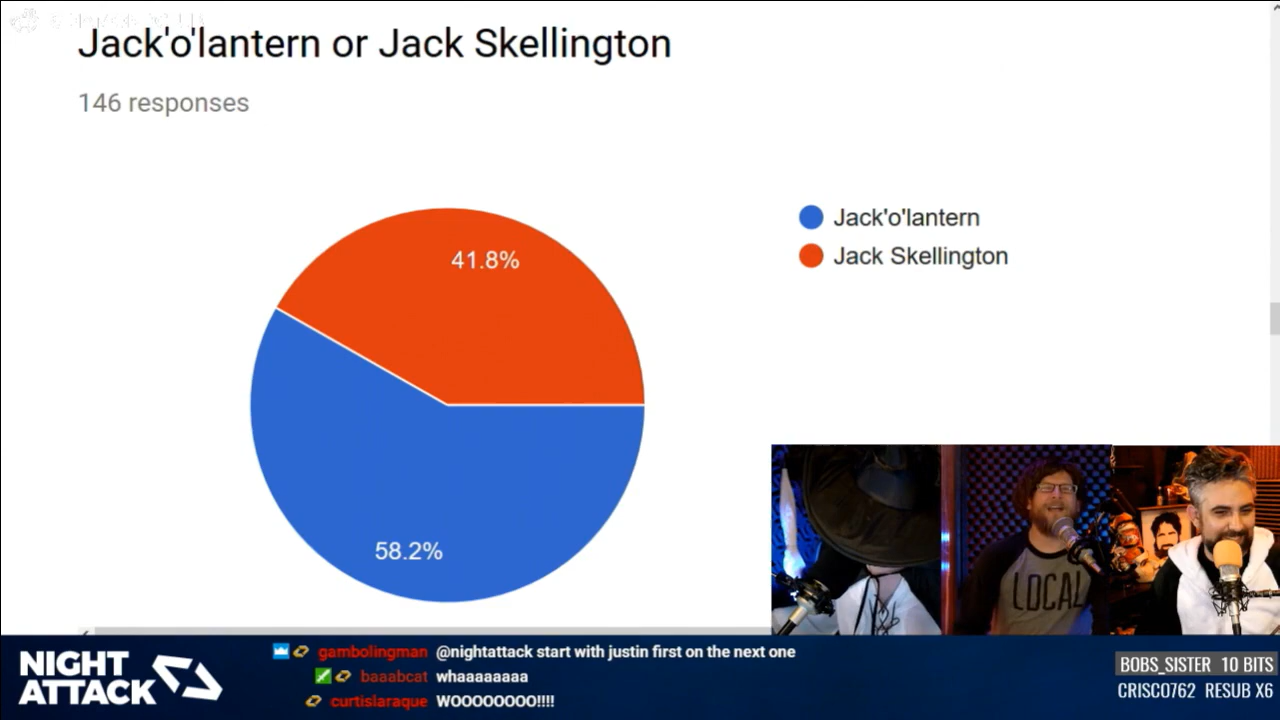 Jack'o'lantern or Jack Skellington
146 responses
41.8%
58.2%
Jack'o'lantern
Jack Skellington
LOCAL
NIGHT
ATTACK
gambolingman @nightattack start with justin first on the next one
baaabcat whaaaaaaaa
curtislaraque WOOOOOOOO!!!!
BOBS_SISTER 10 BITS
CRISCO762 RESUB X6